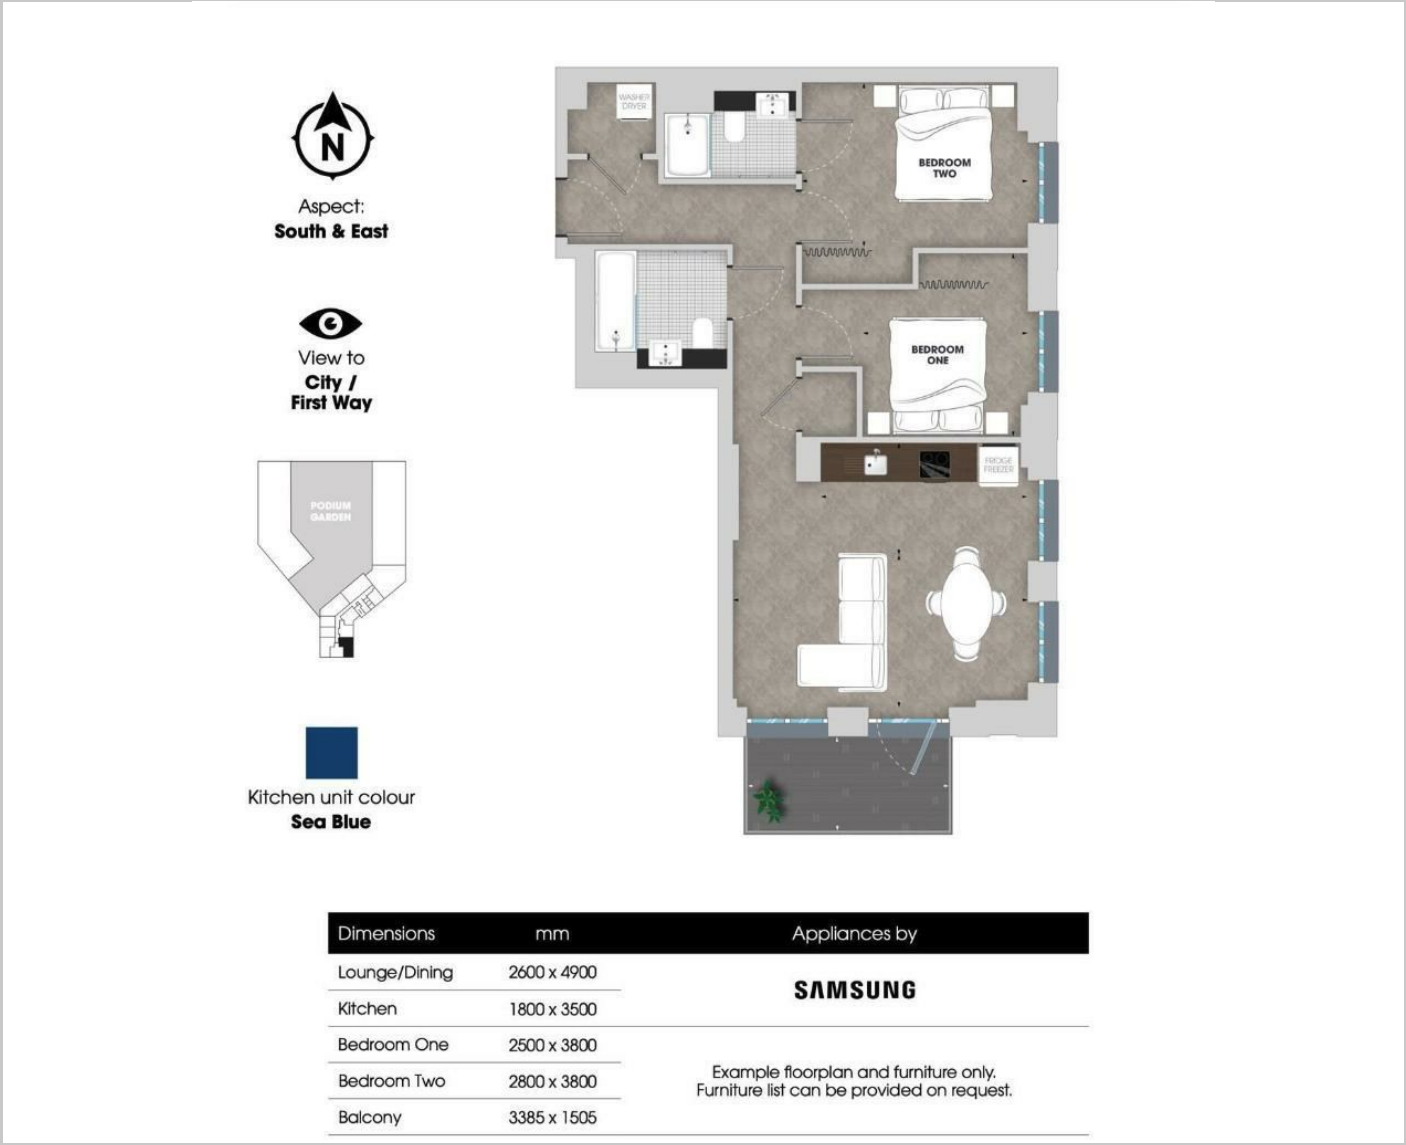 N
Aspect:
South & East
View to
City /
First Way
PODIUM
GARDEN
Kitchen unit colour
Sea Blue
WASHER
DRYER
BEDROOM
TWO
BEDROOM
ONE
FRIDGE
FREEZER
Dimensions mm Appliances by
Lounge/Dining 2600 x 4900
SAMSUNG
Kitchen 1800 x 3500
Bedroom One 2500 x 3800
Bedroom Two 2800 x 3800
Balcony 3385 x 1505
Example floorplan and furniture only.
Furniture list can be provided on request.